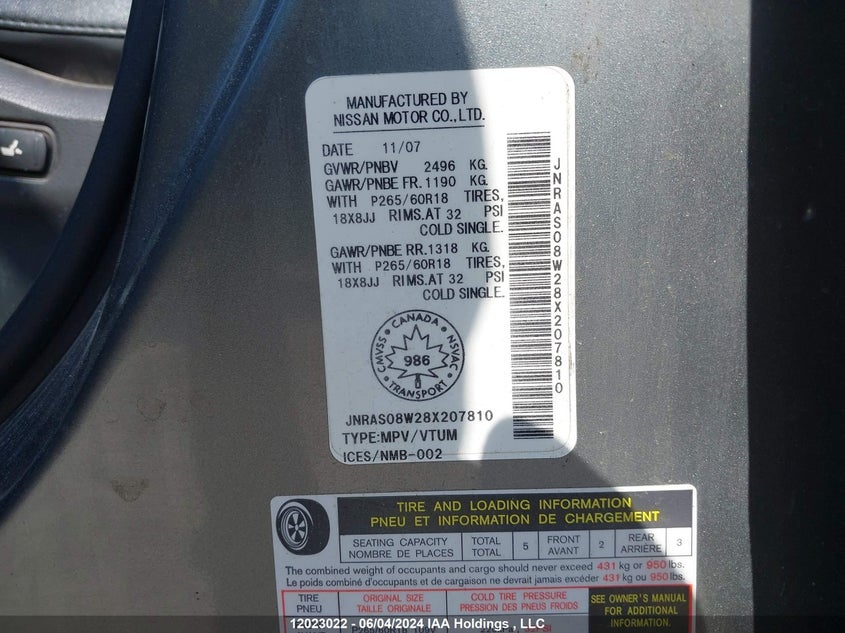 MANUFACTURED BY
NISSAN MOTOR CO.,LTD.
DATE 11/07
GVWR/PNBV 2496 KG.
GAWR/PNBE FR. 1190 KG.
WITH P265/60R18 TIRES,
18X8JJ RIMS.AT 32 PSI
COLD SINGLE.
GAWR/PNBE RR. 1318 KG.
WITH P265/60R18 TIRES,
18X8JJ RIMS.AT 32 PSI
COLD SINGLE.
CANADA
CMVSS 986 NSVAC
TRANSPORT
JNRAS08W28X207810
TYPE:MPV/VTUM
ICES/NMB-002
JNRAS08W28X207810
TIRE AND LOADING INFORMATION
PNEU ET INFORMATION DE CHARGEMENT
SEATING CAPACITY TOTAL 5 FRONT 2 REAR 3
NOMBRE DE PLACES TOTAL AVANT ARRIÈRE
The combined weight of occupants and cargo should never exceed 431 kg or 950 lbs.
Le poids combiné d'occupants et de cargaison ne devrait jamais excéder 431 kg ou 950 lbs.
TIRE ORIGINAL SIZE COLD TIRE PRESSURE
PNEU TAILLE ORIGINALE PRESSION DES PNEUS FROIDS
SEE OWNER'S MANUAL
FOR ADDITIONAL
INFORMATION
P265/60R18 109V
12023022 - 06/04/2024 IAA Holdings , LLC